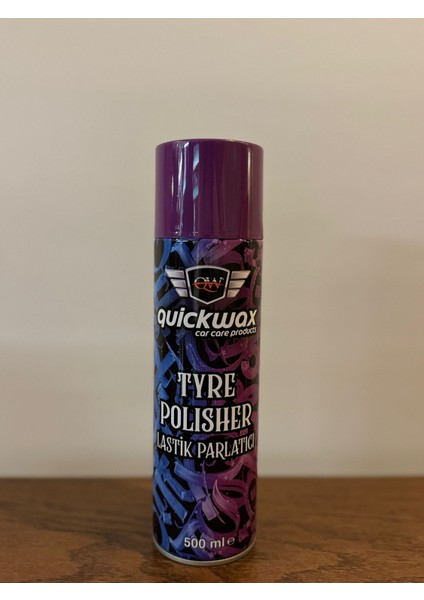 QW
quickwax
car care products
TYRE
POLISHER
LASTİK PARLATICI
500 ml e